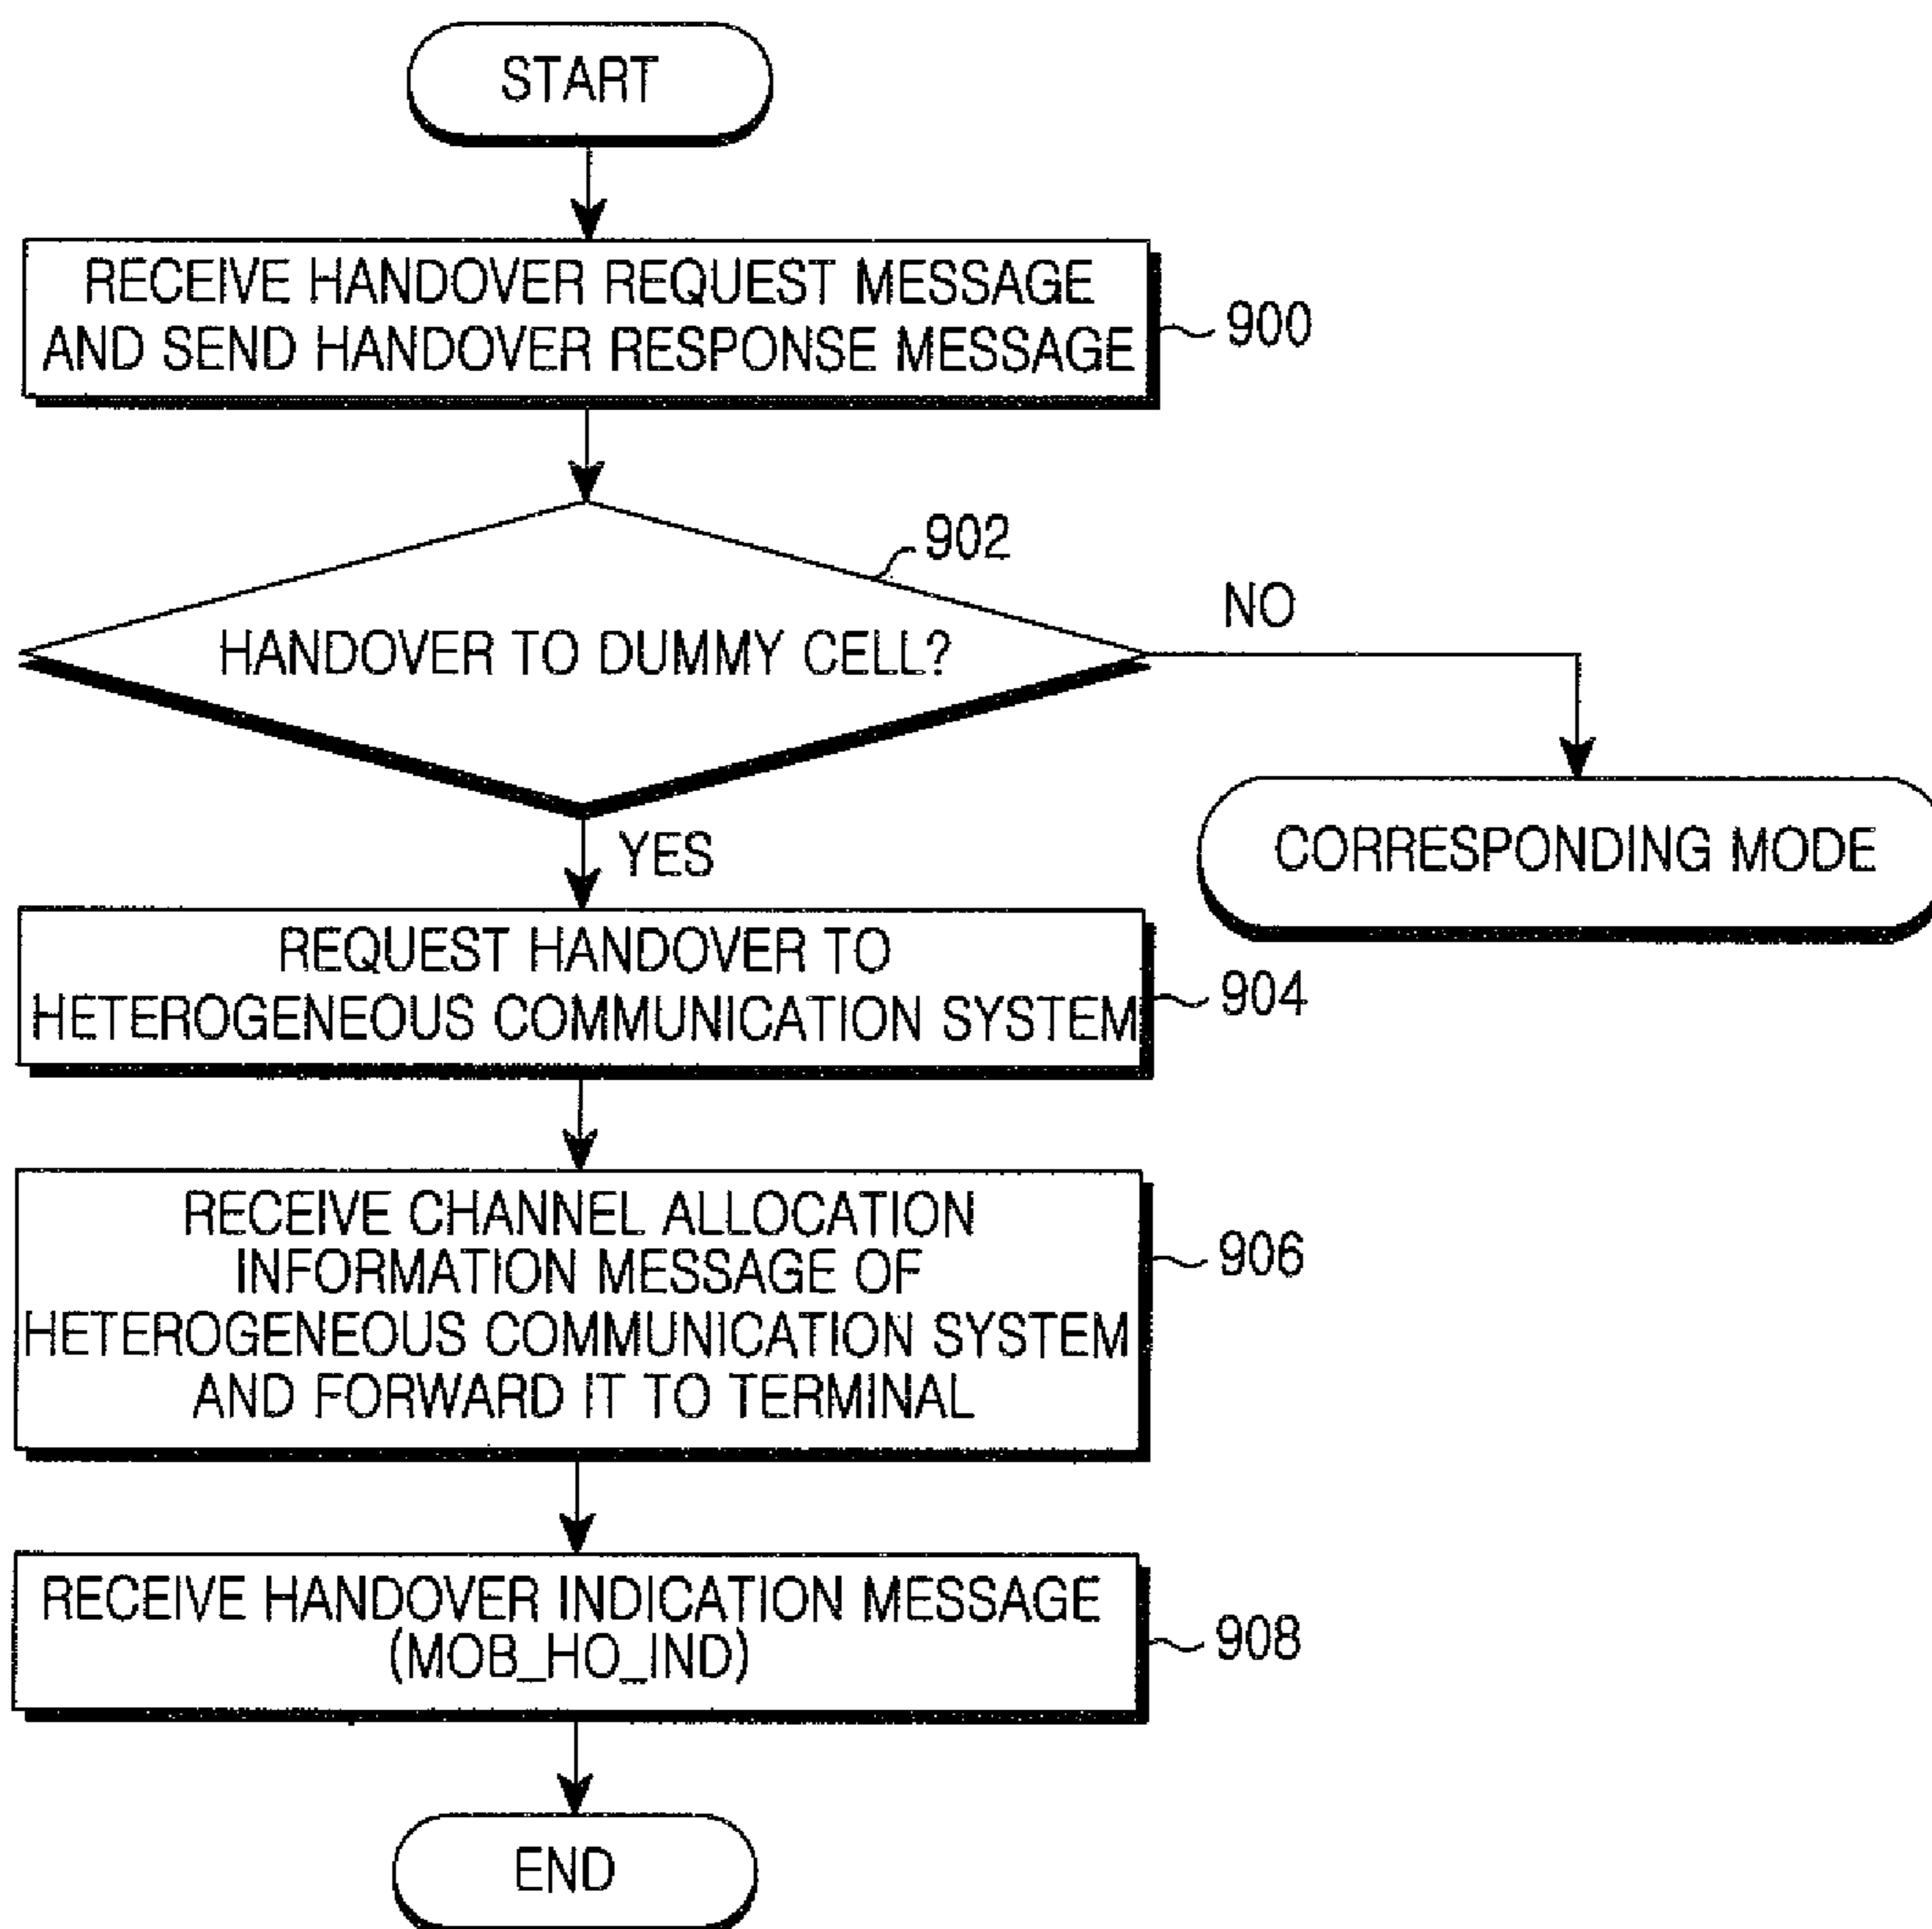 START
RECEIVE HANDOVER REQUEST MESSAGE
AND SEND HANDOVER RESPONSE MESSAGE
900
902
HANDOVER TO DUMMY CELL?
NO
CORRESPONDING MODE
YES
REQUEST HANDOVER TO
HETEROGENEOUS COMMUNICATION SYSTEM
904
RECEIVE CHANNEL ALLOCATION
INFORMATION MESSAGE OF
HETEROGENEOUS COMMUNICATION SYSTEM
AND FORWARD IT TO TERMINAL
906
RECEIVE HANDOVER INDICATION MESSAGE
(MOB_HO_IND)
908
END